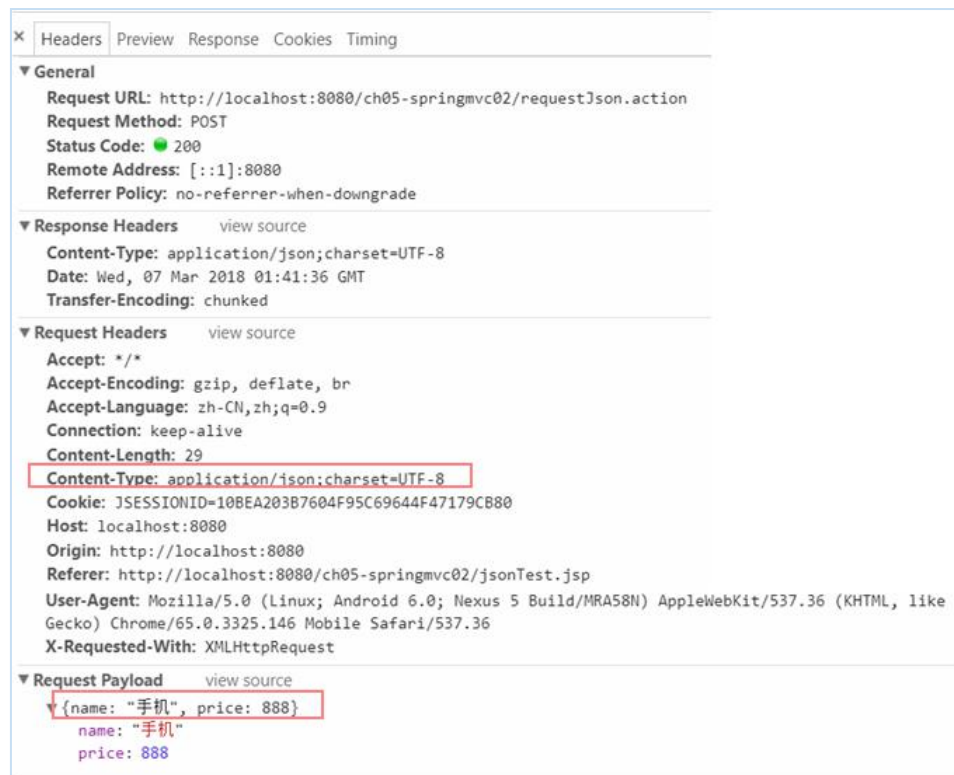 × Headers Preview Response Cookies Timing
▼ General
Request URL: http://localhost:8080/ch05-springmvc02/requestJson.action
Request Method: POST
Status Code: 200
Remote Address: [::1]:8080
Referrer Policy: no-referrer-when-downgrade
▼ Response Headers view source
Content-Type: application/json;charset=UTF-8
Date: Wed, 07 Mar 2018 01:41:36 GMT
Transfer-Encoding: chunked
▼ Request Headers view source
Accept: */*
Accept-Encoding: gzip, deflate, br
Accept-Language: zh-CN,zh;q=0.9
Connection: keep-alive
Content-Length: 29
Content-Type: application/json;charset=UTF-8
Cookie: JSESSIONID=10BEA203B7604F95C69644F47179CB80
Host: localhost:8080
Origin: http://localhost:8080
Referer: http://localhost:8080/ch05-springmvc02/jsonTest.jsp
User-Agent: Mozilla/5.0 (Linux; Android 6.0; Nexus 5 Build/MRA58N) AppleWebKit/537.36 (KHTML, like
Gecko) Chrome/65.0.3325.146 Mobile Safari/537.36
X-Requested-With: XMLHttpRequest
▼ Request Payload view source
▼ {name: "手机", price: 888}
name: "手机"
price: 888